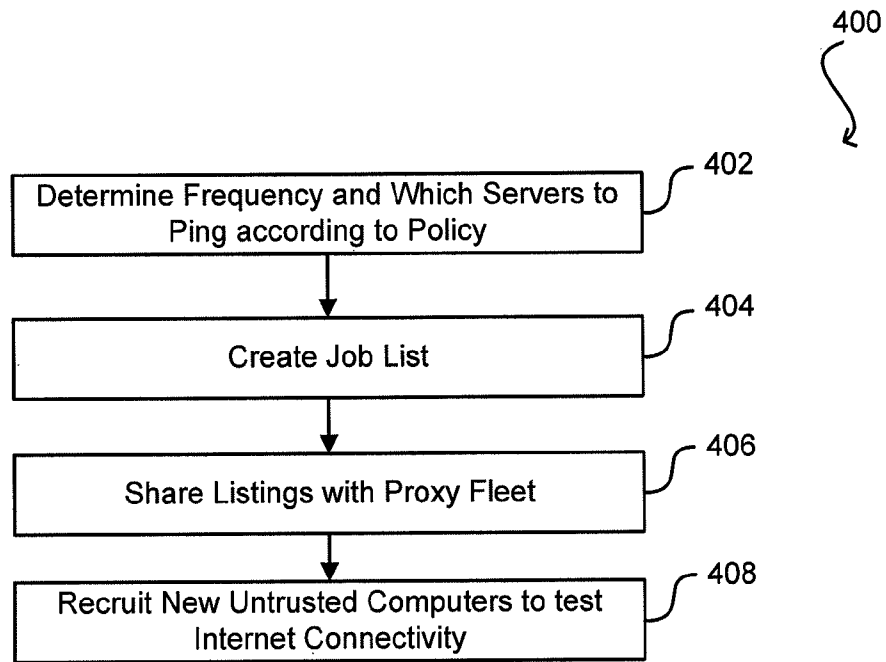 400
402
Determine Frequency and Which Servers to
Ping according to Policy
404
Create Job List
406
Share Listings with Proxy Fleet
408
Recruit New Untrusted Computers to test
Internet Connectivity